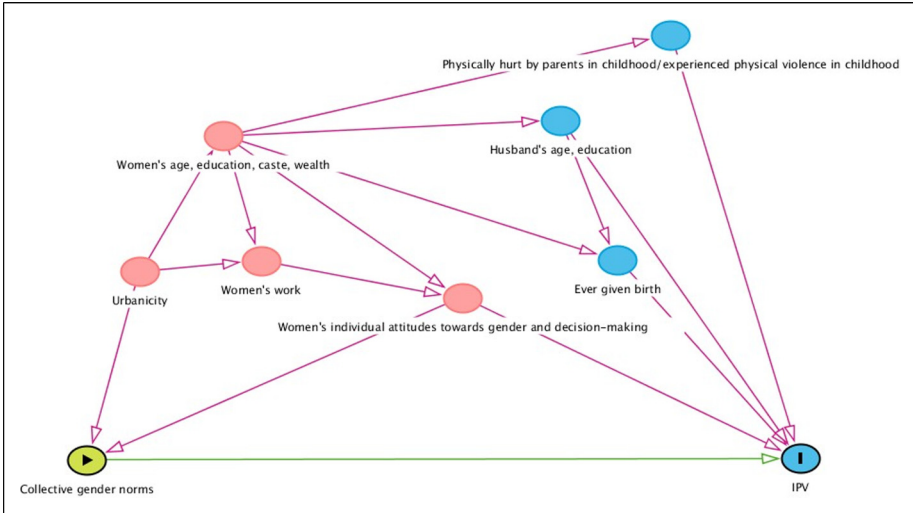 Physically hurt by parents in childhood/experienced physical violence in childhood
Husband's age, education
Women's age, education, caste, wealth
Urbanicity
Women's work
Ever given birth
Women's individual attitudes towards gender and decision-making
Collective gender norms
IPV